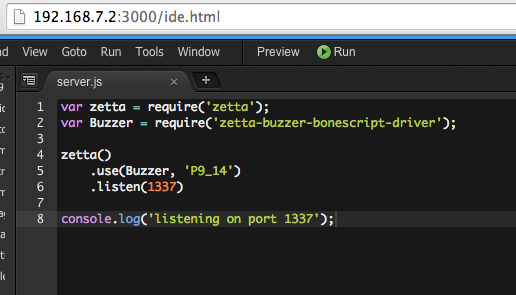 192.168.7.2:3000/ide.html
View Goto Run Tools Window Preview Run
server.js × +
1 var zetta = require('zetta');
2 var Buzzer = require('zetta-buzzer-bonescript-driver');
3
4 zetta()
5 .use(Buzzer, 'P9_14')
6 .listen(1337)
7
8 console.log('listening on port 1337');